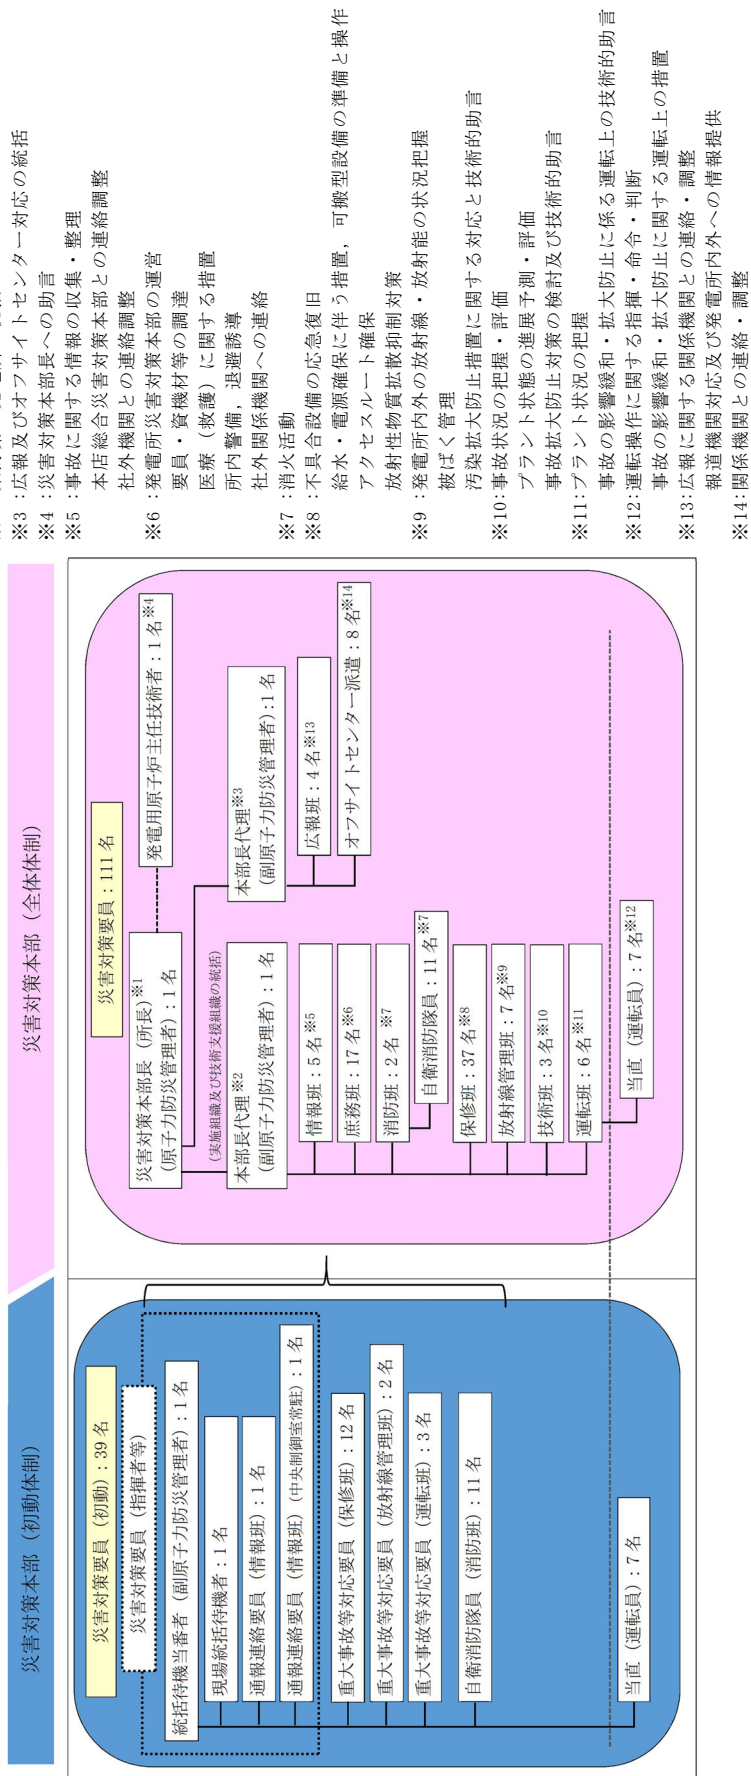 災害対策本部（初動体制）
災害対策要員（初動）：39 名
災害対策要員（指揮者等）
統括待機当番者（副原子力防災管理者）：1 名
現場統括待機者：1 名
通報連絡要員（情報班）：1 名
通報連絡要員（情報班）（中央制御室常駐）：1 名
重大事故等対応要員（保修班）：12 名
重大事故等対応要員（放射線管理班）：2 名
重大事故等対応要員（運転班）：3 名
自衛消防隊員（消防班）：11 名
当直（運転員）：7 名
災害対策本部（全体体制）
災害対策要員：111 名
災害対策本部長（所長）※1
（原子力防災管理者）：1 名
発電用原子炉主任技術者：1 名※4
（実施組織及び技術支援組織の統括）
本部長代理※2
（副原子力防災管理者）：1 名
本部長代理※3
（副原子力防災管理者）：1 名
情報班：5 名※5
庶務班：17 名※6
消防班：2 名※7
自衛消防隊員：11 名※7
保修班：37 名※8
放射線管理班：7 名※9
技術班：3 名※10
運転班：6 名※11
当直（運転員）：7 名※12
広報班：4 名※13
オフサイトセンター派遣：8 名※14
※3：広報及びオフサイトセンター対応の統括
※4：災害対策本部長への助言
※5：事故に関する情報の収集・整理
本店総合災害対策本部との連絡調整
社外機関との連絡調整
※6：発電所災害対策本部の運営
要員・資機材等の調達
医療（救護）に関する措置
所内警備，退避誘導
社外関係機関への連絡
※7：消火活動
※8：不具合設備の応急復旧
給水・電源確保に伴う措置，可搬型設備の準備と操作
アクセスルート確保
放射性物質拡散抑制対策
※9：発電所内外の放射線・放射能の状況把握
被ばく管理
汚染拡大防止措置に関する対応と技術的助言
※10：事故状況の把握・評価
プラント状態の進展予測・評価
事故拡大防止対策の検討及び技術的助言
※11：プラント状況の把握
事故の影響緩和・拡大防止に係る運転上の技術的助言
※12：運転操作に関する指揮・命令・判断
事故の影響緩和・拡大防止に関する運転上の措置
※13：広報に関する関係機関との連絡・調整
報道機関対応及び発電所内外への情報提供
※14：関係機関との連絡・調整